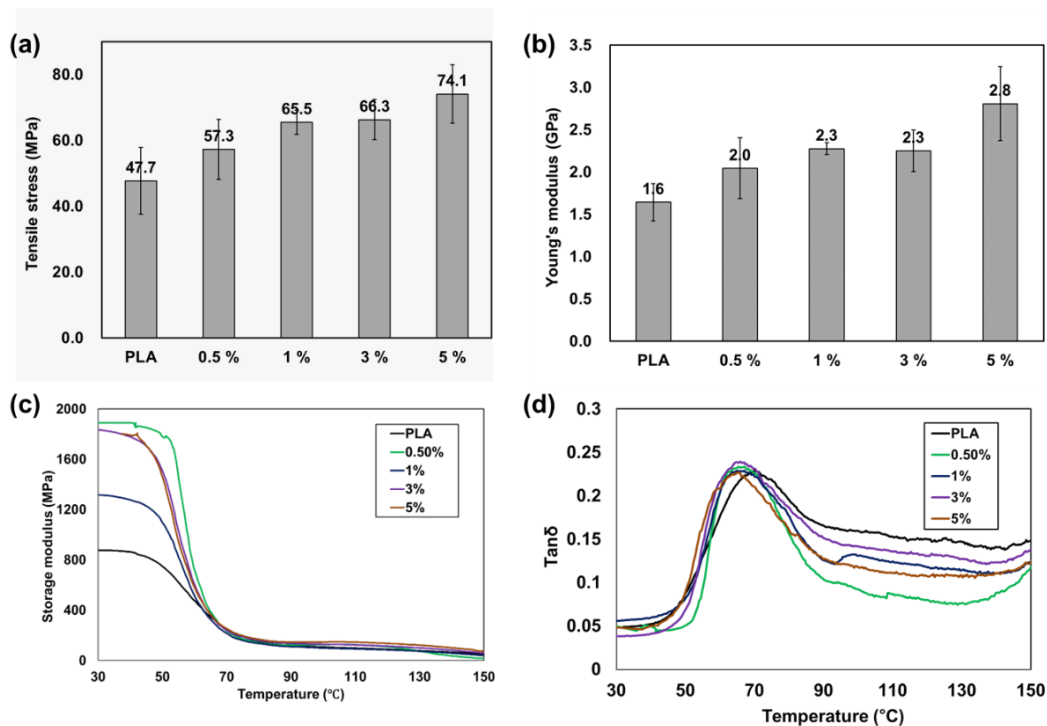 (a)
Tensile stress (MPa)
80.0
60.0
40.0
20.0
0.0
47.7
57.3
65.5
66.3
74.1
PLA 0.5 % 1 % 3 % 5 %
(b)
Young's modulus (GPa)
3.5
3.0
2.5
2.0
1.5
1.0
0.5
0.0
1.6
2.0
2.3
2.3
2.8
PLA 0.5 % 1 % 3 % 5 %
(c)
Storage modulus (MPa)
2000
1600
1200
800
400
0
PLA
0.50%
1%
3%
5%
30 50 70 90 110 130 150
Temperature (℃)
(d)
Tanδ
0.3
0.25
0.2
0.15
0.1
0.05
0
PLA
0.50%
1%
3%
5%
30 50 70 90 110 130 150
Temperature (°C)